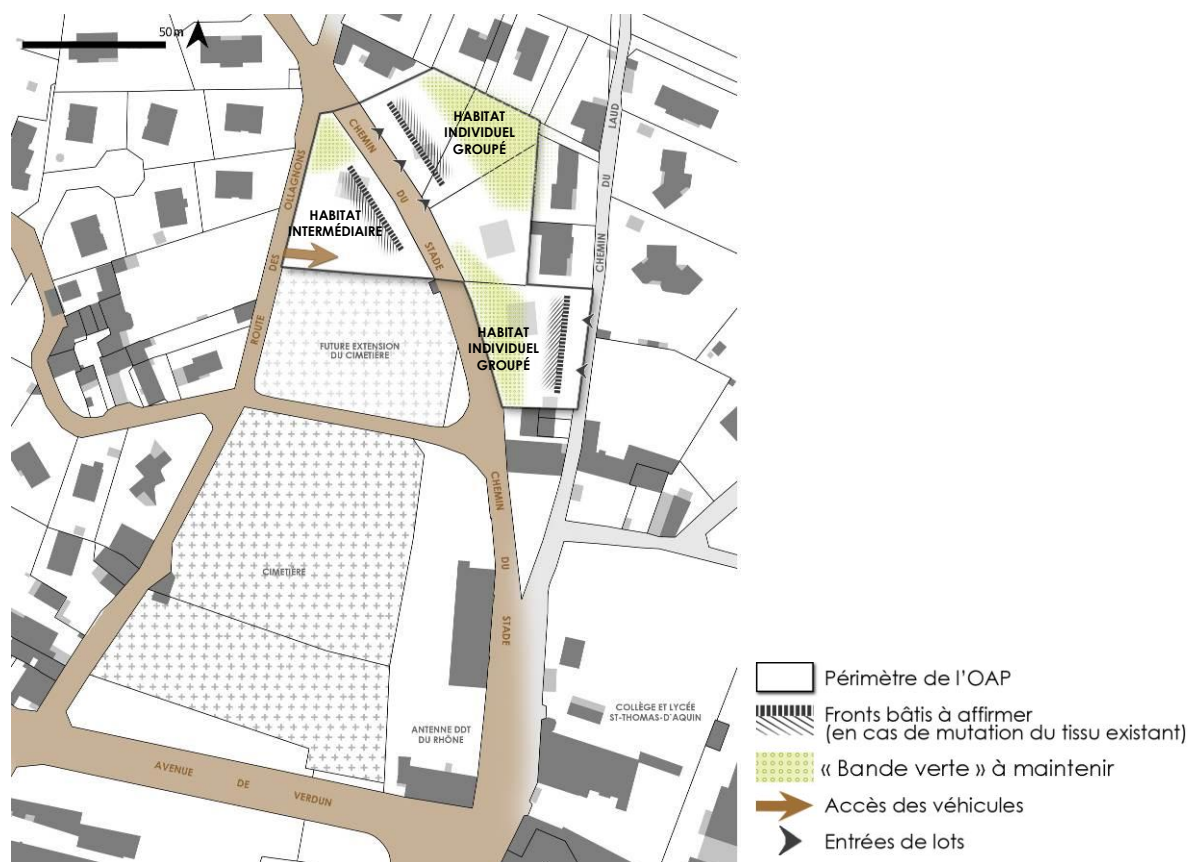 50m
HABITAT
INDIVIDUEL
GROUPÉ
CHEMIN
DU
STADE
HABITAT
INTERMÉDIAIRE
ROUTE
DES
OLLAGNONS
CHEMIN
DU
LAUD
HABITAT
INDIVIDUEL
GROUPÉ
FUTURE EXTENSION
DU CIMETIÈRE
CHEMIN
DU
STADE
CIMETIÈRE
ANTENNE DDT
DU RHÔNE
COLLÈGE ET LYCÉE
ST-THOMAS-D'AQUIN
AVENUE
DE
VERDUN
Périmètre de l'OAP
Fronts bâtis à affirmer
(en cas de mutation du tissu existant)
« Bande verte » à maintenir
Accès des véhicules
Entrées de lots